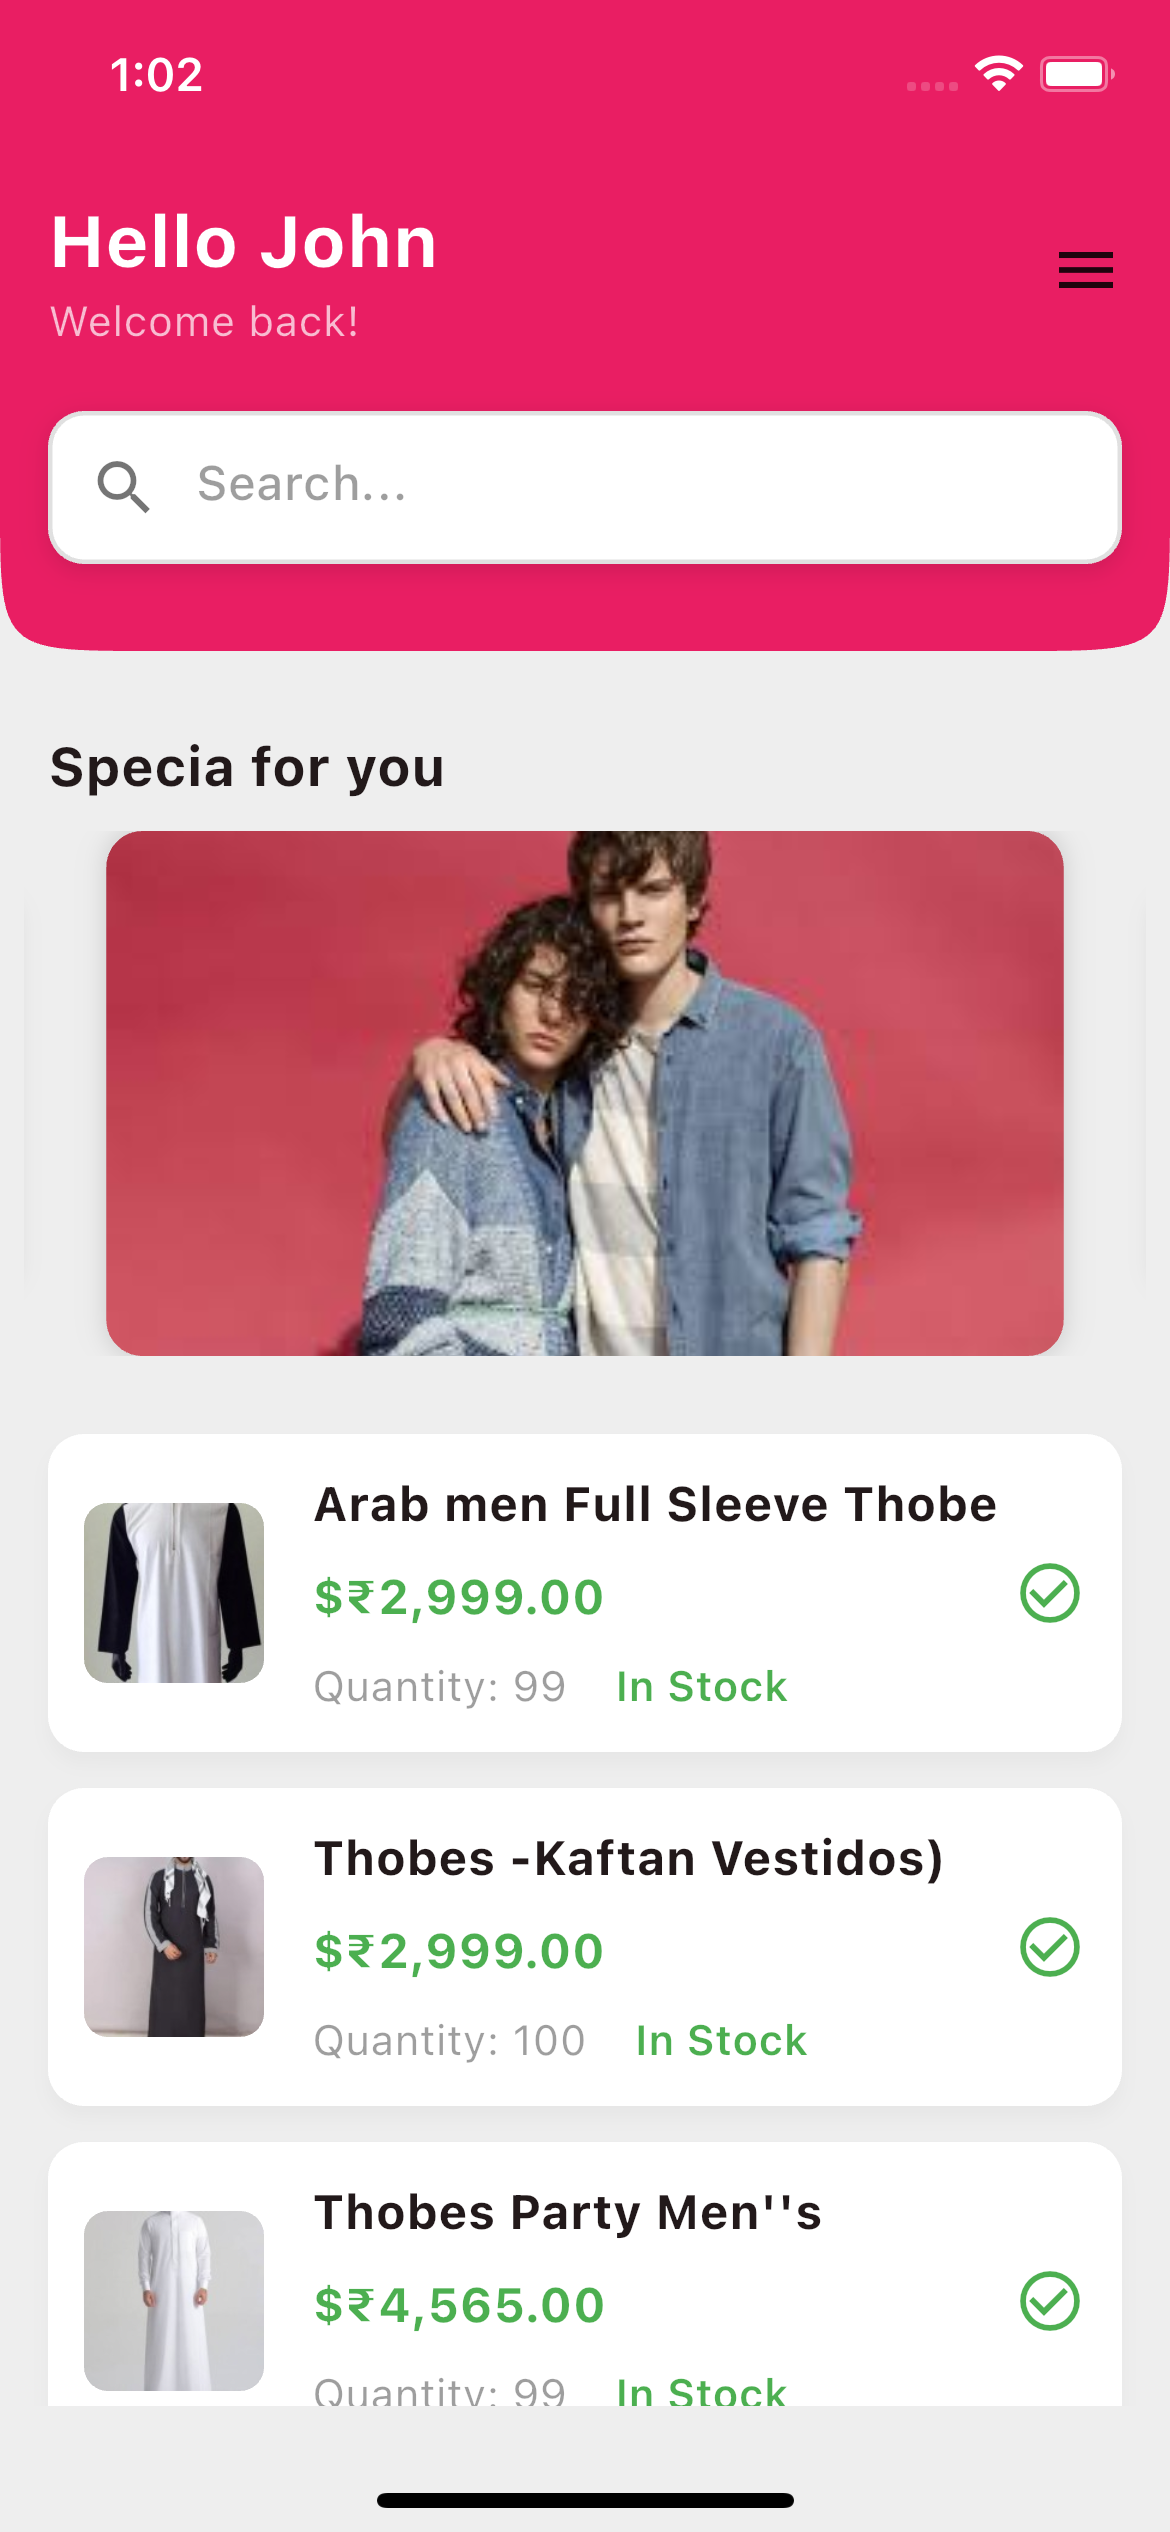 1:02
Hello John
Welcome back!
Search...
Specia for you
Arab men Full Sleeve Thobe
$₹2,999.00
Quantity: 99 In Stock
Thobes -Kaftan Vestidos)
$₹2,999.00
Quantity: 100 In Stock
Thobes Party Men''s
$₹4,565.00
Quantity: 99 In Stock